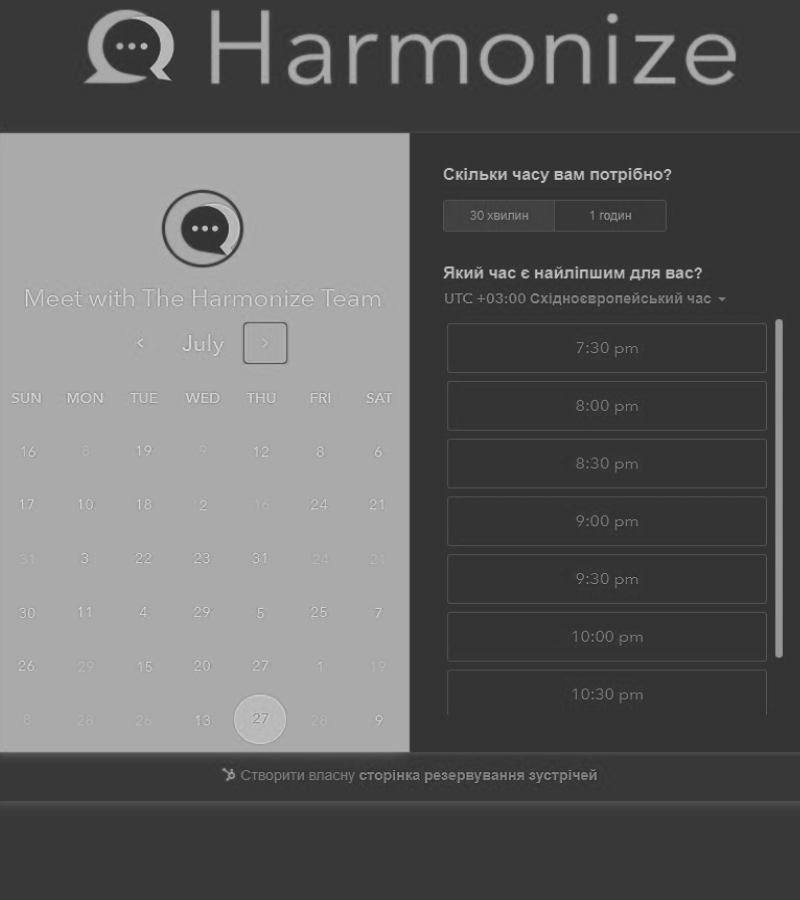 Harmonize
Meet with The Harmonize Team
July
SUN MON TUE WED THU FRI SAT
16 8 19 9 12 8 6
17 10 18 2 16 24 21
31 3 22 23 31 24 21
30 11 4 29 5 25 7
26 29 15 20 27 1 19
8 28 26 13 27 28 9
Скільки часу вам потрібно?
30 хвилин 1 годин
Який час є найліпшим для вас?
UTC +03:00 Східноєвропейський час
7:30 pm
8:00 pm
8:30 pm
9:00 pm
9:30 pm
10:00 pm
10:30 pm
Створити власну сторінка резервування зустрічей